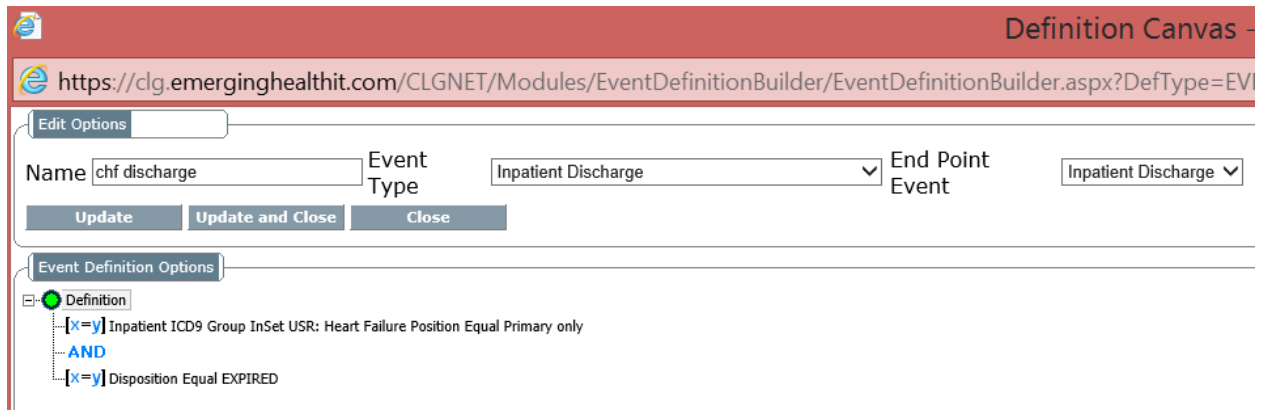 Definition Canvas -
https://clg.emerginghealthit.com/CLGNET/Modules/EventDefinitionBuilder/EventDefinitionBuilder.aspx?DefType=EVE
Edit Options
Name chf discharge Event Type Inpatient Discharge End Point Event Inpatient Discharge
Update Update and Close Close
Event Definition Options
Definition
[x=y] Inpatient ICD9 Group InSet USR: Heart Failure Position Equal Primary only
AND
[x=y] Disposition Equal EXPIRED